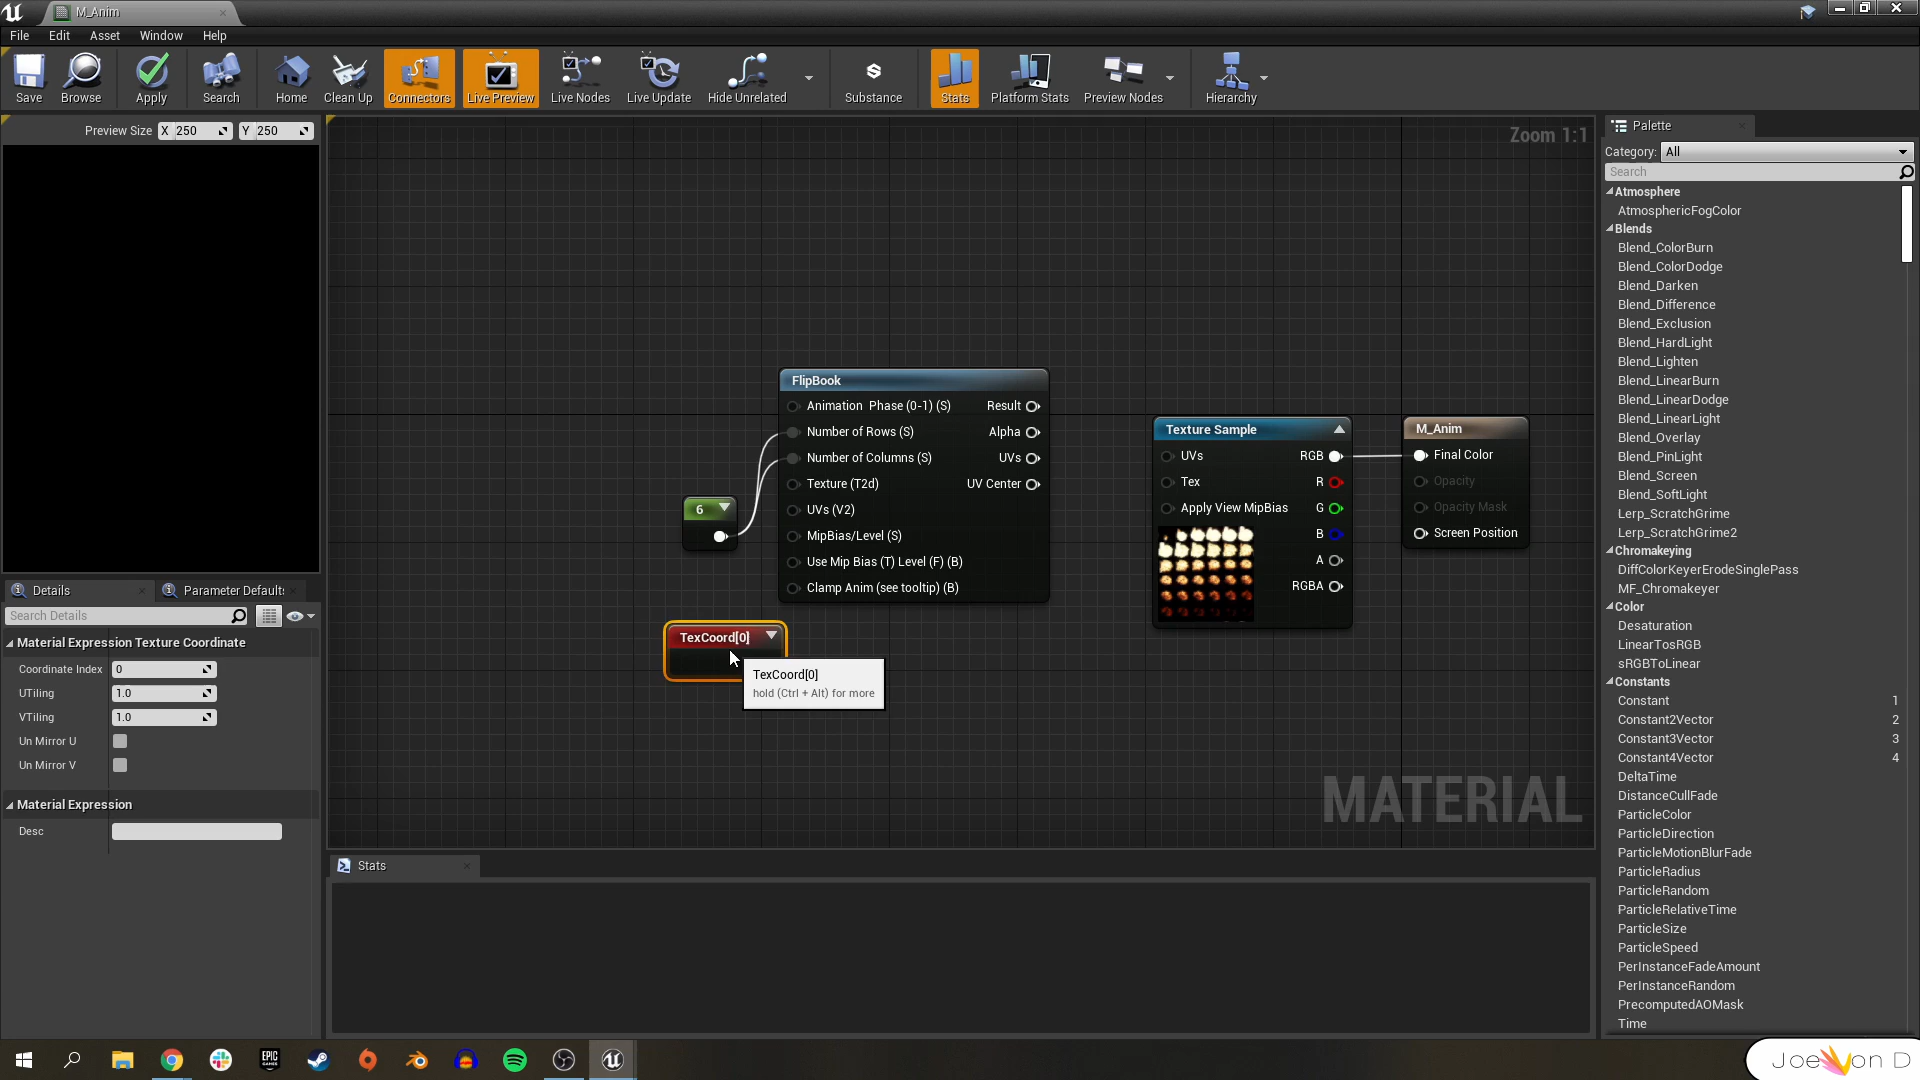 M_Anim
File Edit Asset Window Help
Save Browse Apply Search Home Clean Up Connectors Live Preview Live Nodes Live Update Hide Unrelated Substance Stats Platform Stats Preview Nodes Hierarchy
Preview Size X 250 Y 250
Zoom 1:1
FlipBook
Animation Phase (0-1) (S) Result
Number of Rows (S) Alpha
Number of Columns (S) UVs
Texture (T2d) UV Center
UVs (V2)
MipBias/Level (S)
Use Mip Bias (T) Level (F) (B)
Clamp Anim (see tooltip) (B)
6
TexCoord[0]
TexCoord[0]
hold (Ctrl + Alt) for more
Texture Sample
UVs RGB
Tex R
Apply View MipBias G
B
A
RGBA
M_Anim
Final Color
Opacity
Opacity Mask
Screen Position
MATERIAL
Details Parameter Default
Search Details
Material Expression Texture Coordinate
Coordinate Index 0
UTiling 1.0
VTiling 1.0
Un Mirror U
Un Mirror V
Material Expression
Desc
Stats
Palette
Category: All
Search
Atmosphere
AtmosphericFogColor
Blends
Blend_ColorBurn
Blend_ColorDodge
Blend_Darken
Blend_Difference
Blend_Exclusion
Blend_HardLight
Blend_Lighten
Blend_LinearBurn
Blend_LinearDodge
Blend_LinearLight
Blend_Overlay
Blend_PinLight
Blend_Screen
Blend_SoftLight
Lerp_ScratchGrime
Lerp_ScratchGrime2
Chromakeying
DiffColorKeyerErodeSinglePass
MF_Chromakeyer
Color
Desaturation
LinearTosRGB
sRGBToLinear
Constants
Constant 1
Constant2Vector 2
Constant3Vector 3
Constant4Vector 4
DeltaTime
DistanceCullFade
ParticleColor
ParticleDirection
ParticleMotionBlurFade
ParticleRadius
ParticleRandom
ParticleRelativeTime
ParticleSize
ParticleSpeed
PerInstanceFadeAmount
PerInstanceRandom
PrecomputedAOMask
Time
EPIC GAMES
Joe Von D